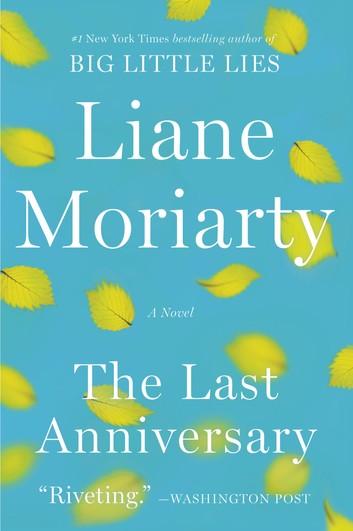 #1 New York Times bestselling author of
BIG LITTLE LIES
Liane
Moriarty
A Novel
The Last
Anniversary
“Riveting.” —WASHINGTON POST